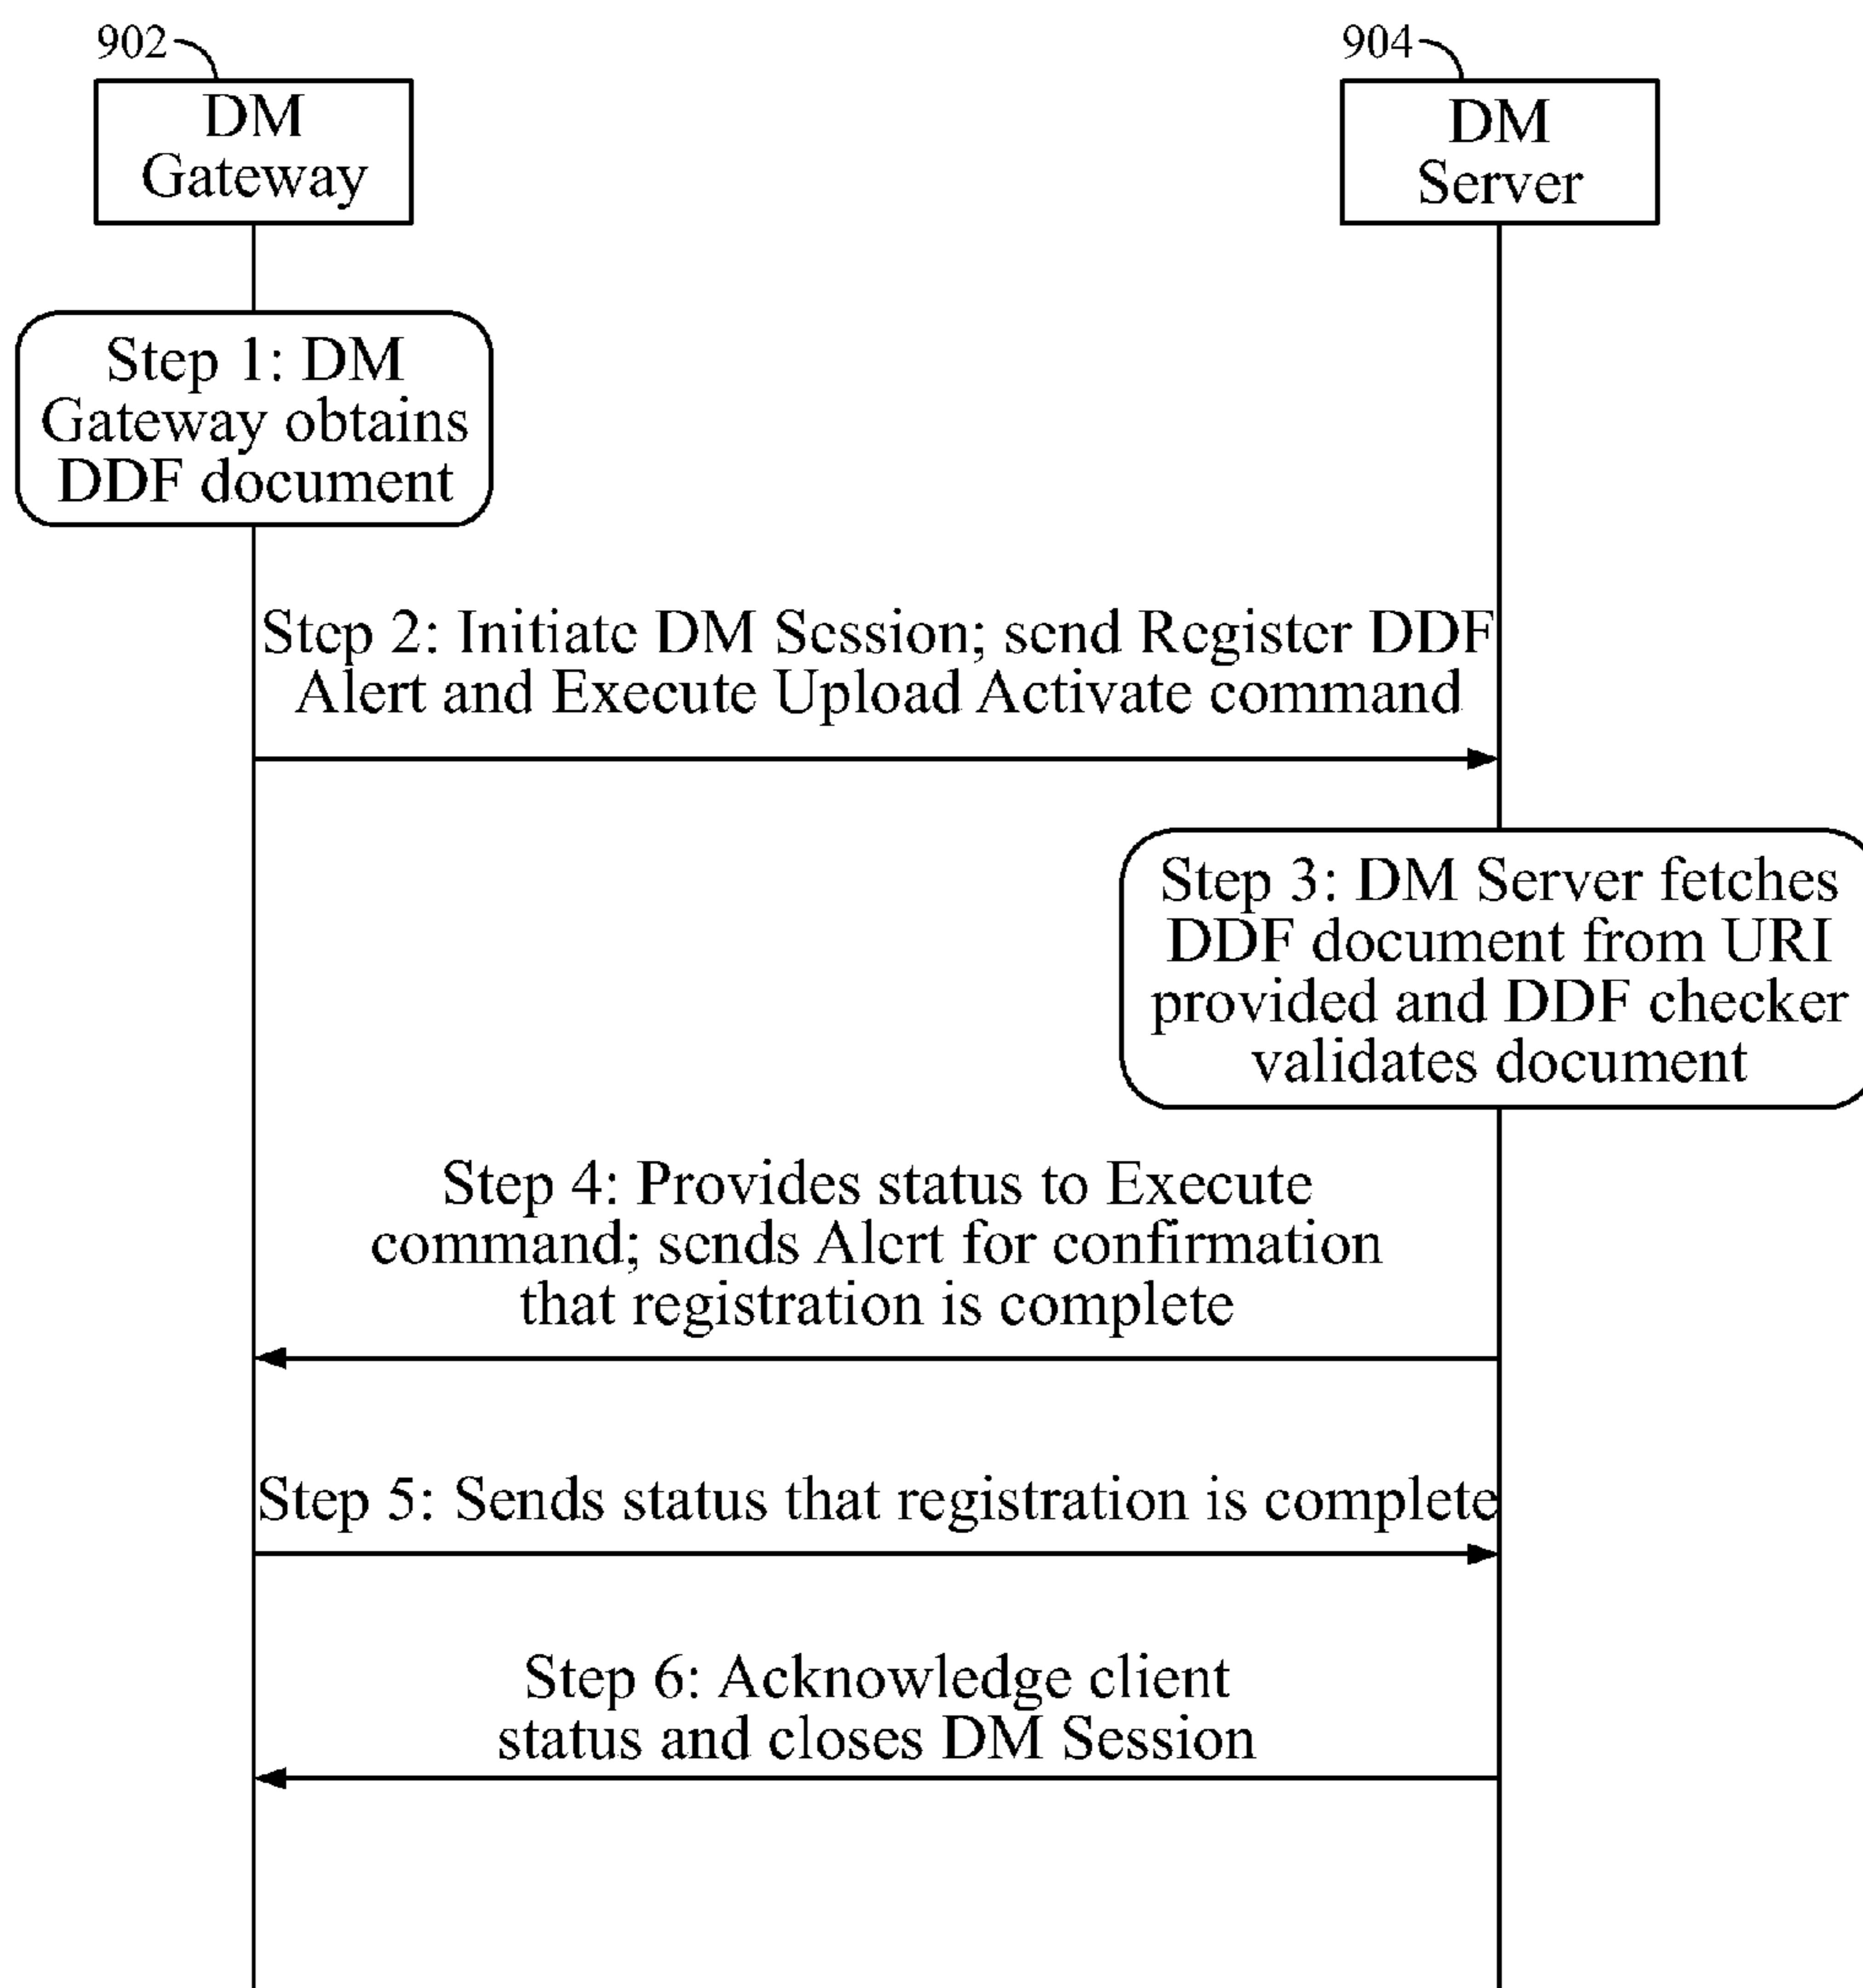 902
904
DM
Gateway
DM
Server
Step 1: DM
Gateway obtains
DDF document
Step 2: Initiate DM Session; send Register DDF
Alert and Execute Upload Activate command
Step 3: DM Server fetches
DDF document from URI
provided and DDF checker
validates document
Step 4: Provides status to Execute
command; sends Alert for confirmation
that registration is complete
Step 5: Sends status that registration is complete
Step 6: Acknowledge client
status and closes DM Session